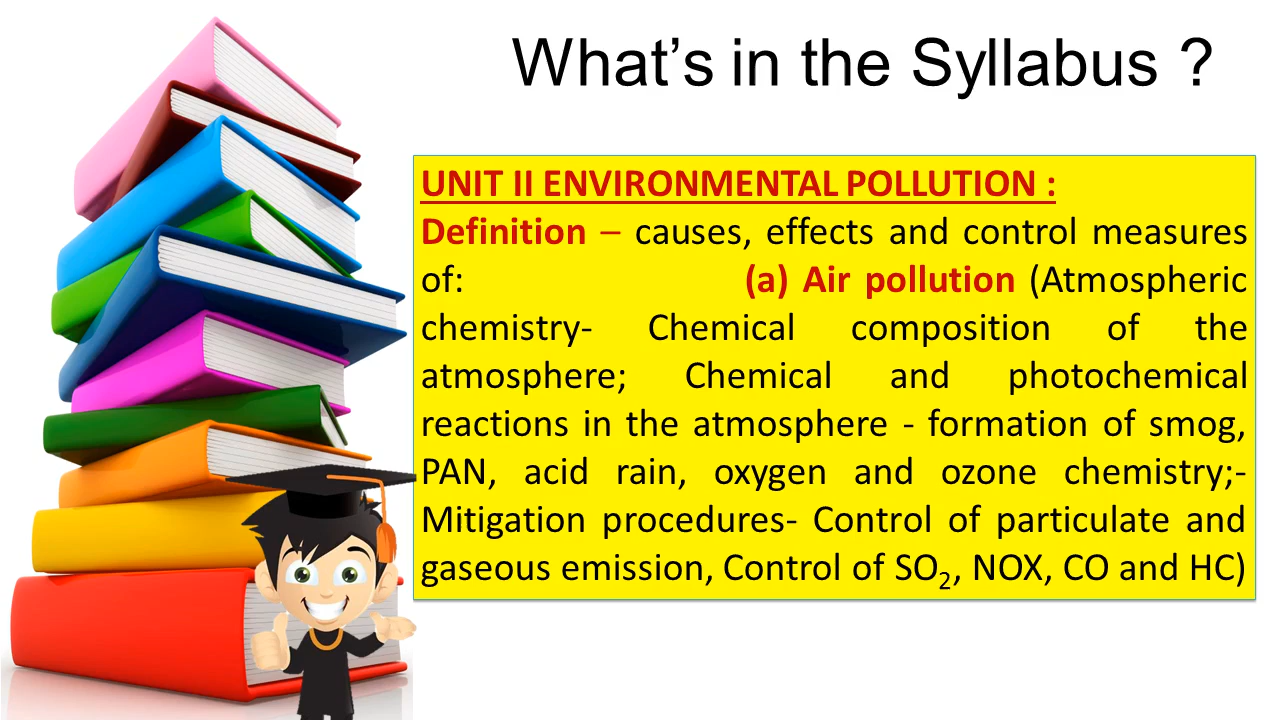 What’s in the Syllabus ?
UNIT II ENVIRONMENTAL POLLUTION :
Definition – causes, effects and control measures
of: (a) Air pollution (Atmospheric
chemistry- Chemical composition of the
atmosphere; Chemical and photochemical
reactions in the atmosphere - formation of smog,
PAN, acid rain, oxygen and ozone chemistry;-
Mitigation procedures- Control of particulate and
gaseous emission, Control of SO₂, NOX, CO and HC)